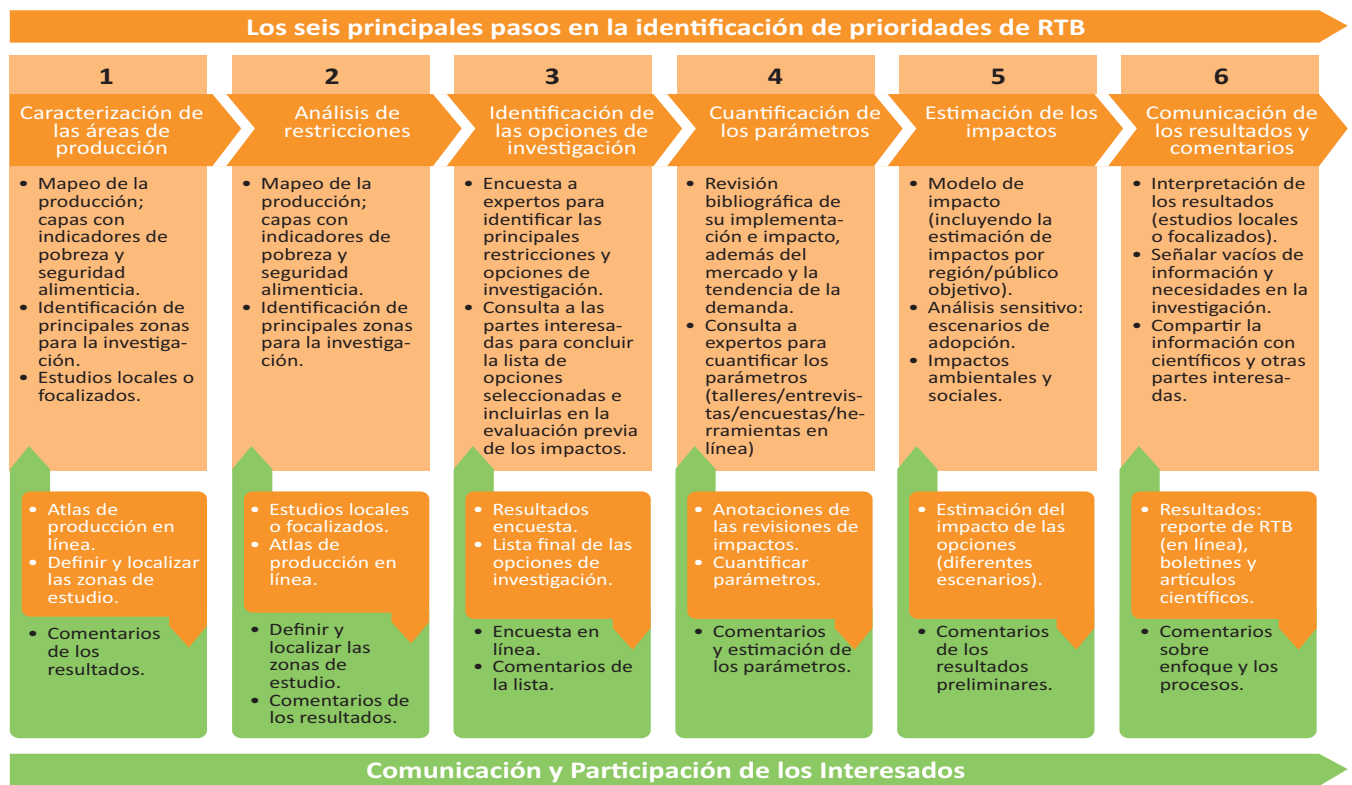 Los seis principales pasos en la identificación de prioridades de RTB
1
Caracterización de
las áreas de
producción
• Mapeo de la
producción;
capas con
indicadores de
pobreza y
seguridad
alimenticia.
• Identificación de
principales zonas
para la investiga-
ción.
• Estudios locales o
focalizados.
• Atlas de
producción en
línea.
• Definir y localizar
las zonas de
estudio.
• Comentarios
de los
resultados.
2
Análisis de
restricciones
• Mapeo de la
producción;
capas con
indicadores de
pobreza y
seguridad
alimenticia.
• Identificación de
principales zonas
para la investiga-
ción.
• Estudios locales
o focalizados.
• Atlas de
producción en
línea.
• Definir y
localizar las
zonas de
estudio.
• Comentarios de
los resultados.
3
Identificación de
las opciones de
investigación
• Encuesta a
expertos para
identificar las
principales
restricciones y
opciones de
investigación.
• Consulta a las
partes interesa-
das para concluir
la lista de
opciones
seleccionadas e
incluirlas en la
evaluación previa
de los impactos.
• Resultados
encuesta.
• Lista final de las
opciones de
investigación.
• Encuesta en
línea.
• Comentarios de
la lista.
4
Cuantificación de
los parámetros
• Revisión
bibliográfica de
su implementa-
ción e impacto,
además del
mercado y la
tendencia de la
demanda.
• Consulta a
expertos para
cuantificar los
parámetros
(talleres/entrevis-
tas/encuestas/he-
rramientas en
línea)
• Anotaciones de
las revisiones de
impactos.
• Cuantificar
parámetros.
• Comentarios
y estimación de
los parámetros.
5
Estimación de los
impactos
• Modelo de
impacto
(incluyendo la
estimación de
impactos por
región/público
objetivo).
• Análisis sensitivo:
escenarios de
adopción.
• Impactos
ambientales y
sociales.
• Estimación del
impacto de las
opciones
(diferentes
escenarios).
• Comentarios
de los
resultados
preliminares.
6
Comunicación de
los resultados y
comentarios
• Interpretación de
los resultados
(estudios locales
o focalizados).
• Señalar vacíos de
información y
necesidades en la
investigación.
• Compartir la
información con
científicos y otras
partes interesa-
das.
• Resultados:
reporte de RTB
(en línea),
boletines y
artículos
científicos.
• Comentarios
sobre
enfoque y los
procesos.
Comunicación y Participación de los Interesados